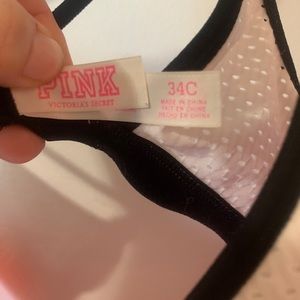 PINK
VICTORIA'S SECRET
34C
MADE IN CHINA
FAIT EN CHINE
HECHO EN CHINA